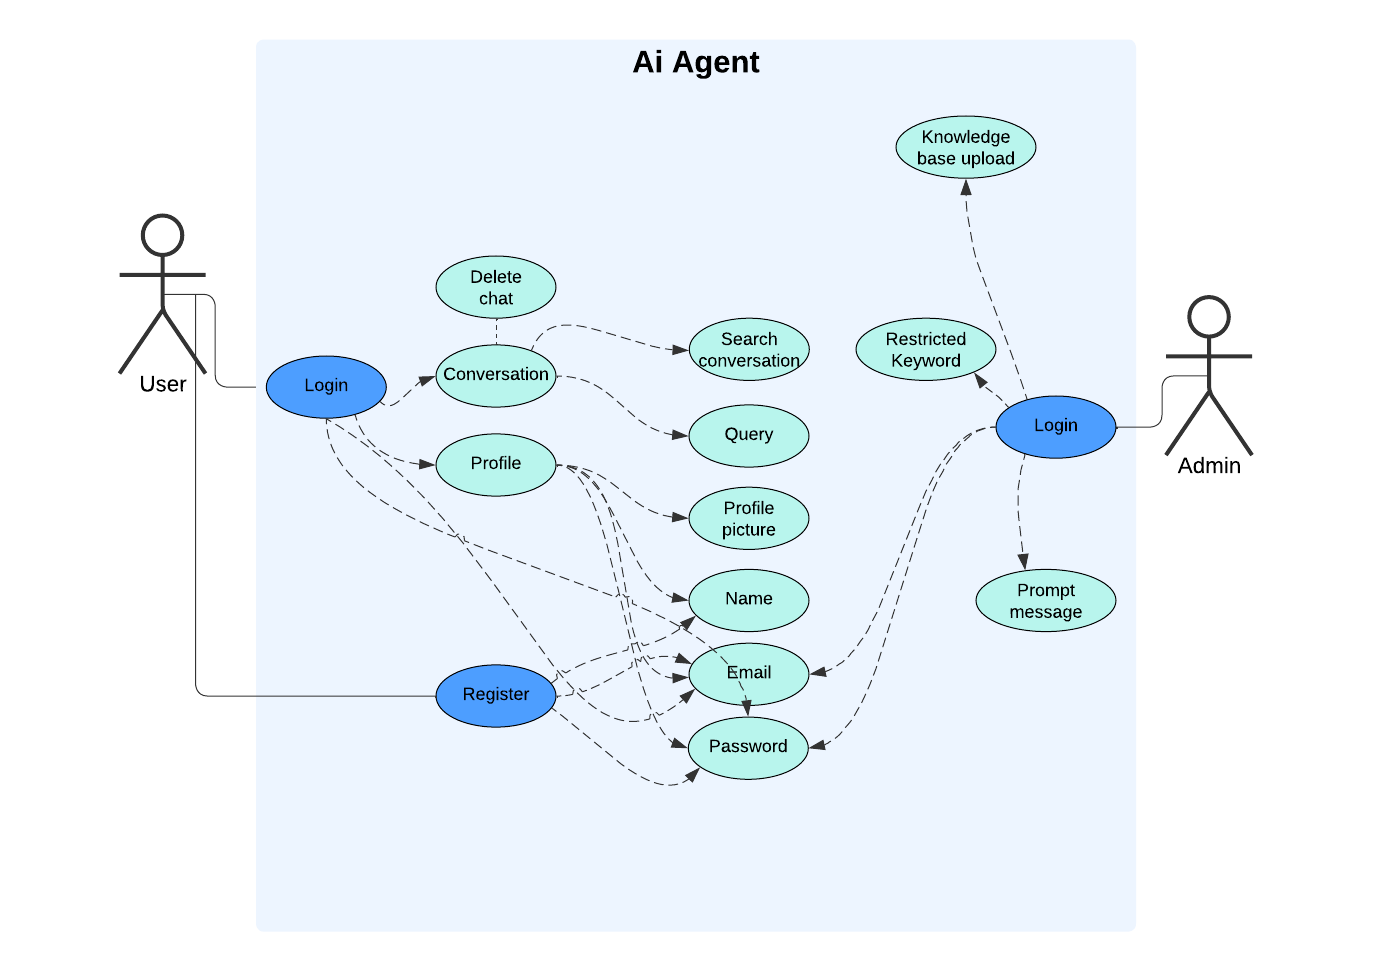 Ai Agent
Knowledge
base upload
Delete
chat
Search
conversation
Restricted
Keyword
User
Login
Conversation
Login
Admin
Query
Profile
Profile
picture
Name
Prompt
message
Email
Register
Password